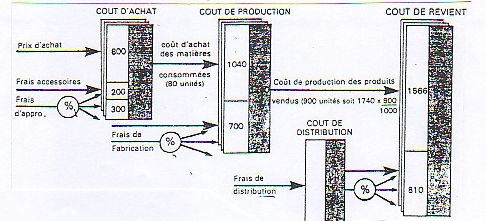 COUT D'ACHAT
COUT DE PRODUCTION
COUT DE REVIENT
Prix d'achat
800
coût d'achat
des matières
consommées
(80 unités)
1040
Coût de production des produits
vendus (900 unités soit 1740 x 900
1000
1566
Frais accessoires
200
Frais
d'appro.
%
300
700
Frais de
Fabrication
%
COUT DE
DISTRIBUTION
Frais de
distribution
%
810